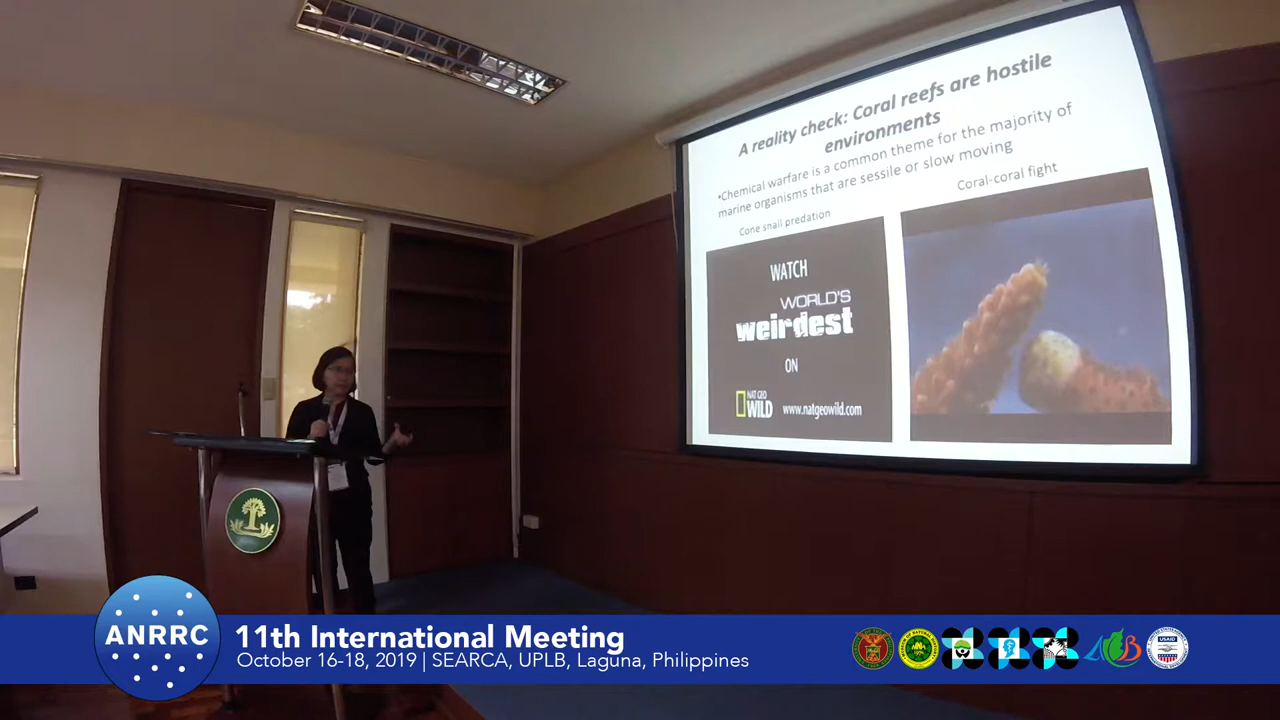 A reality check: Coral reefs are hostile
environments
•Chemical warfare is a common theme for the majority of
marine organisms that are sessile or slow moving
Cone snail predation
Coral-coral fight
WATCH
WORLD'S
weirdest
ON
NAT GEO
WILD
www.natgeowild.com
ANRRC
11th International Meeting
October 16-18, 2019 | SEARCA, UPLB, Laguna, Philippines
USAID